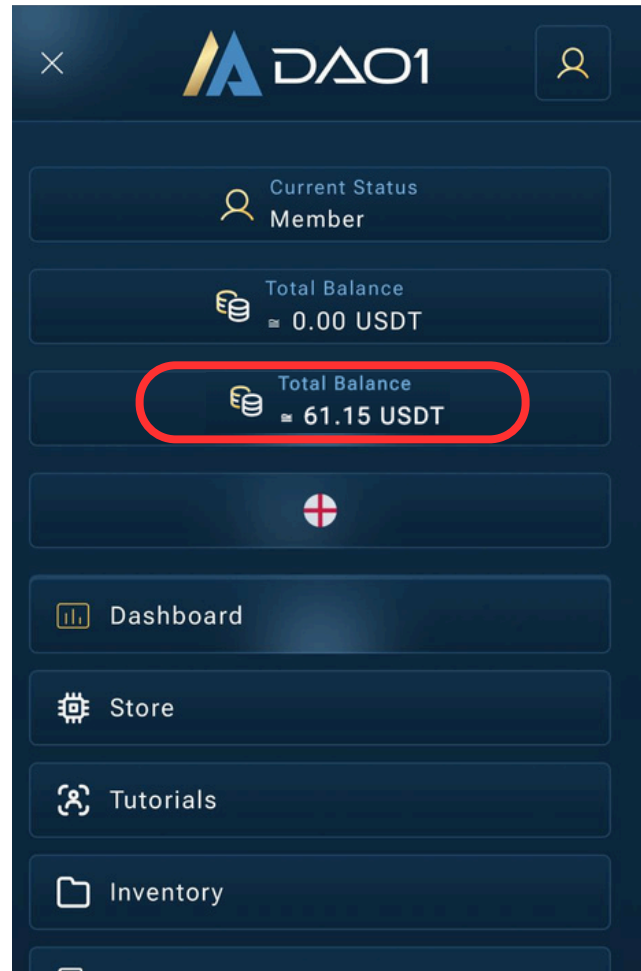 DAO1
Current Status
Member
Total Balance
≅ 0.00 USDT
Total Balance
≅ 61.15 USDT
Dashboard
Store
Tutorials
Inventory